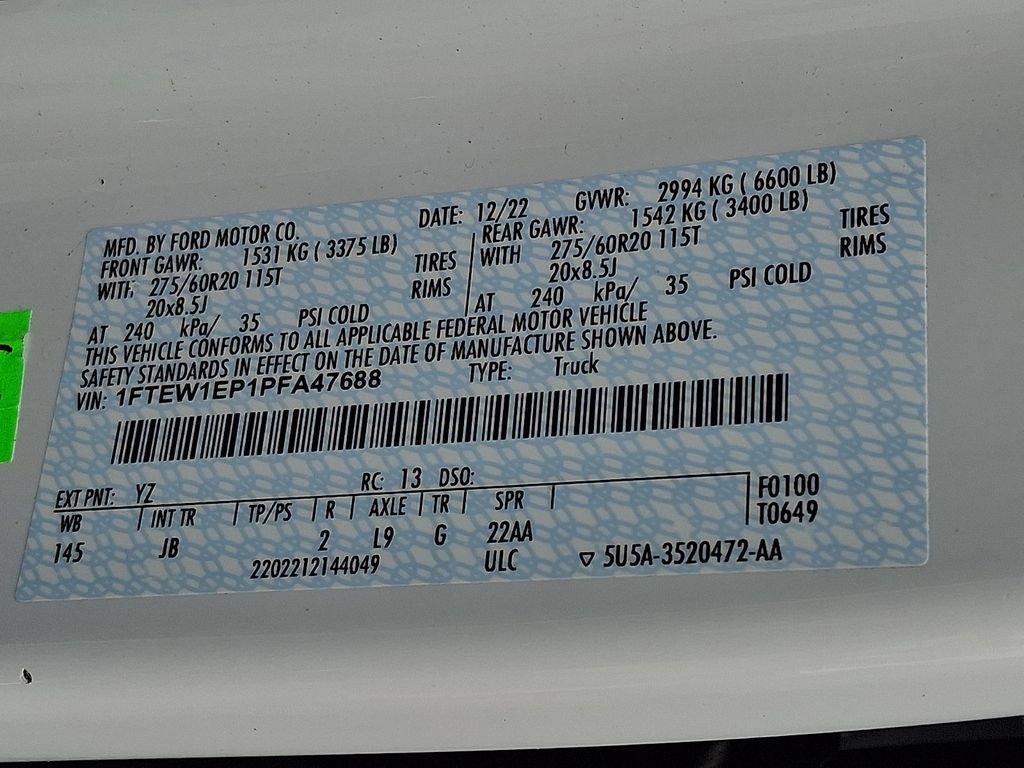 MFD. BY FORD MOTOR CO. DATE: 12/22 GVWR: 2994 KG ( 6600 LB)
FRONT GAWR: 1531 KG ( 3375 LB) REAR GAWR: 1542 KG ( 3400 LB)
WITH 275/60R20 115T TIRES WITH 275/60R20 115T TIRES
20x8.5J RIMS 20x8.5J RIMS
AT 240 kPa/ 35 PSI COLD AT 240 kPa/ 35 PSI COLD
THIS VEHICLE CONFORMS TO ALL APPLICABLE FEDERAL MOTOR VEHICLE
SAFETY STANDARDS IN EFFECT ON THE DATE OF MANUFACTURE SHOWN ABOVE.
VIN: 1FTEW1EP1PFA47688 TYPE: Truck
EXT PNT: YZ RC: 13 DSO:
WB INT TR TP/PS R AXLE TR SPR F0100
145 JB 2 L9 G 22AA T0649
2202212144049 ULC ▽ 5U5A-3520472-AA